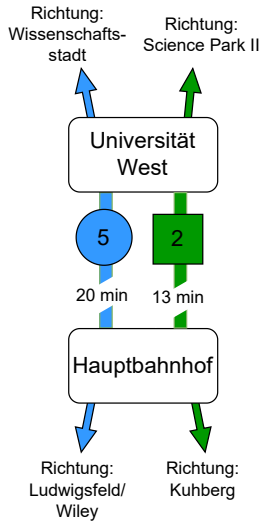 Richtung:
Wissenschafts-
stadt
Richtung:
Science Park II
Universität
West
5
2
20 min
13 min
Hauptbahnhof
Richtung:
Ludwigsfeld/
Wiley
Richtung:
Kuhberg